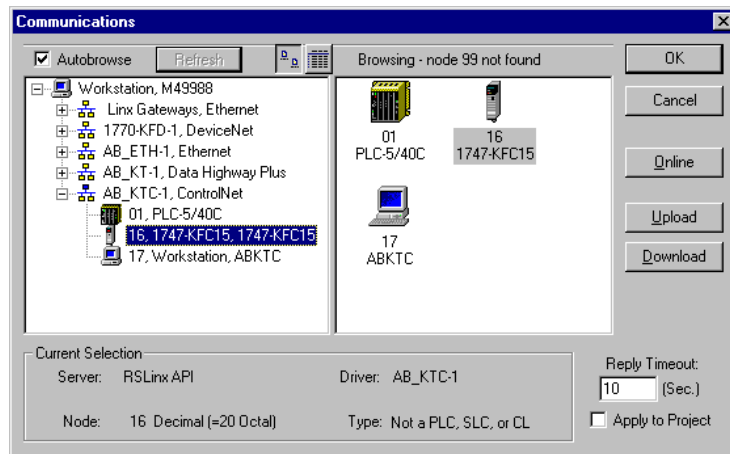 Communications
Autobrowse
Refresh
Browsing - node 99 not found
OK
Workstation, M49988
Linx Gateways, Ethernet
1770-KFD-1, DeviceNet
AB_ETH-1, Ethernet
AB_KT-1, Data Highway Plus
AB_KTC-1, ControlNet
01, PLC-5/40C
16, 1747-KFC15, 1747-KFC15
17, Workstation, ABKTC
01
PLC-5/40C
16
1747-KFC15
17
ABKTC
Cancel
Online
Upload
Download
Current Selection
Server: RSLinx API
Driver: AB_KTC-1
Node: 16 Decimal (=20 Octal)
Type: Not a PLC, SLC, or CL
Reply Timeout:
10 (Sec.)
Apply to Project